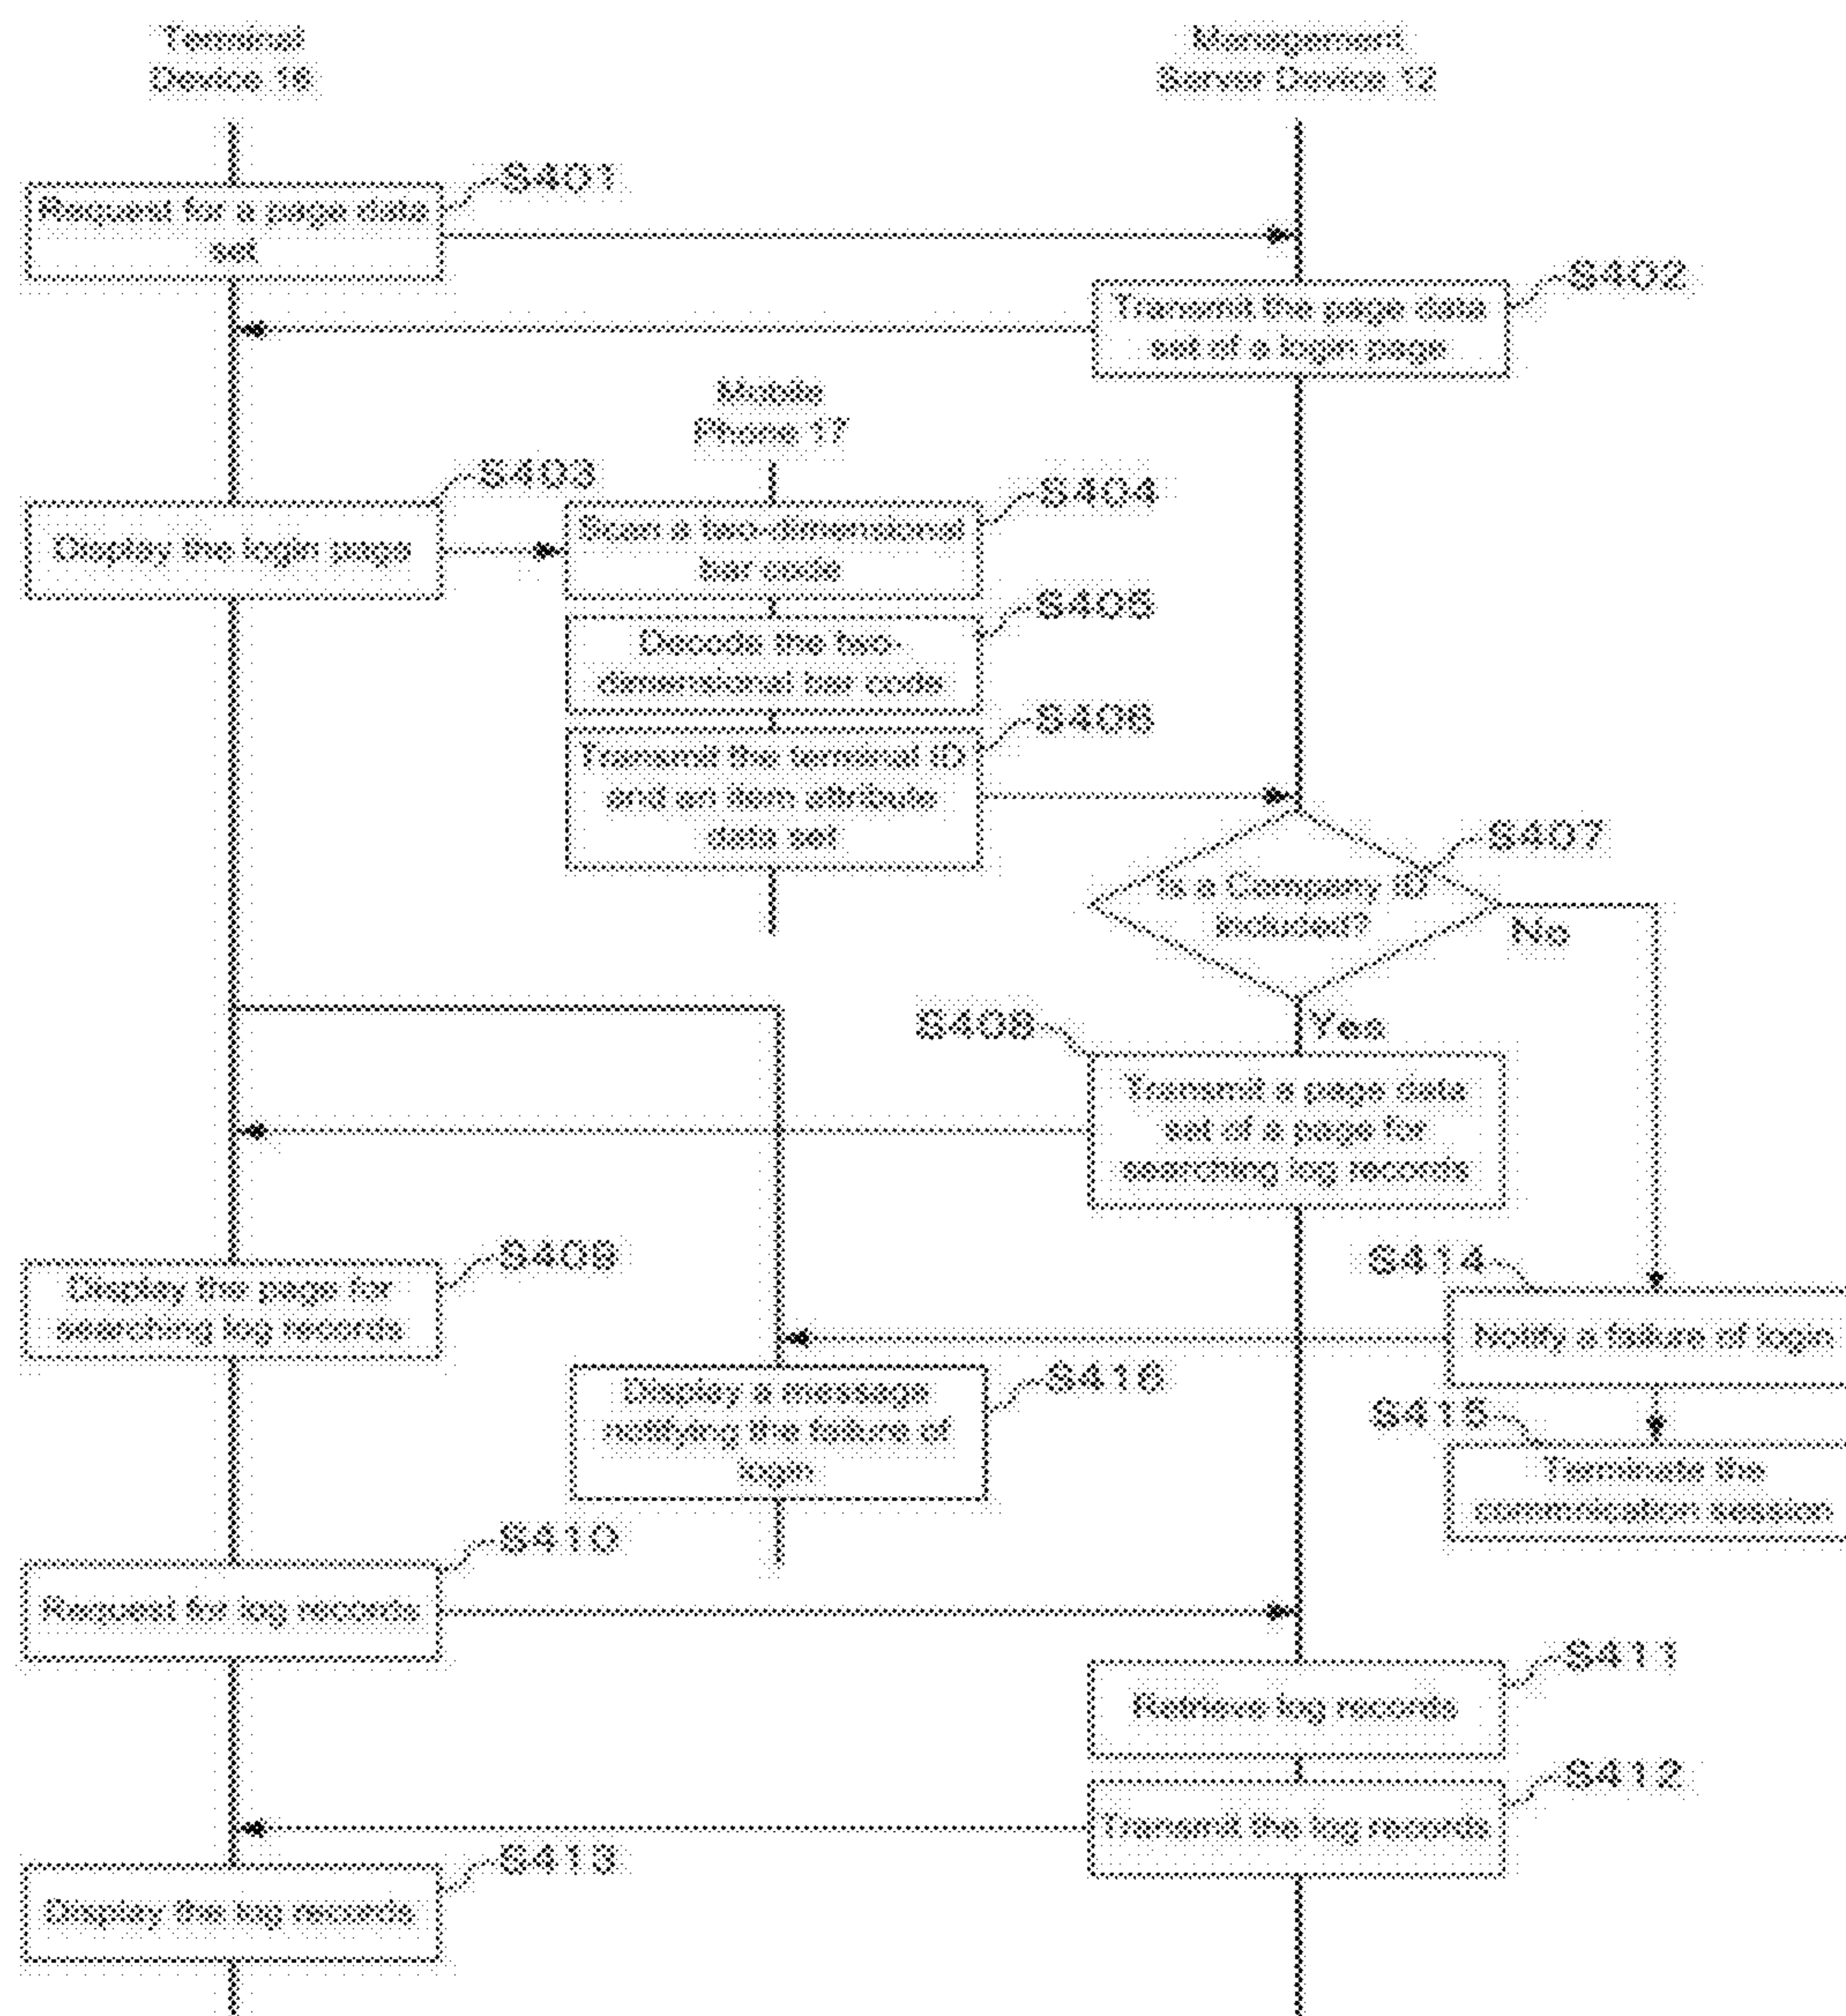 Terminal
Device 16
Management
Server Device 12
S401
Request for a page data
set
S402
Transmit the page data
set of a login page
Mobile
Phone 17
S403
Display the login page
S404
Scan a two-dimensional
bar code
S405
Decode the two-
dimensional bar code
S406
Transmit the terminal ID
and an item attribute
data set
S407
Is a Company ID
included?
No
Yes
S408
Transmit a page data
set of a page for
searching log records
S409
Display the page for
searching log records
S414
Notify a failure of login
S416
Display a message
notifying the failure of
login
S415
Terminate the
communication session
S410
Request for log records
S411
Retrieve log records
S412
Transmit the log records
S413
Display the log records